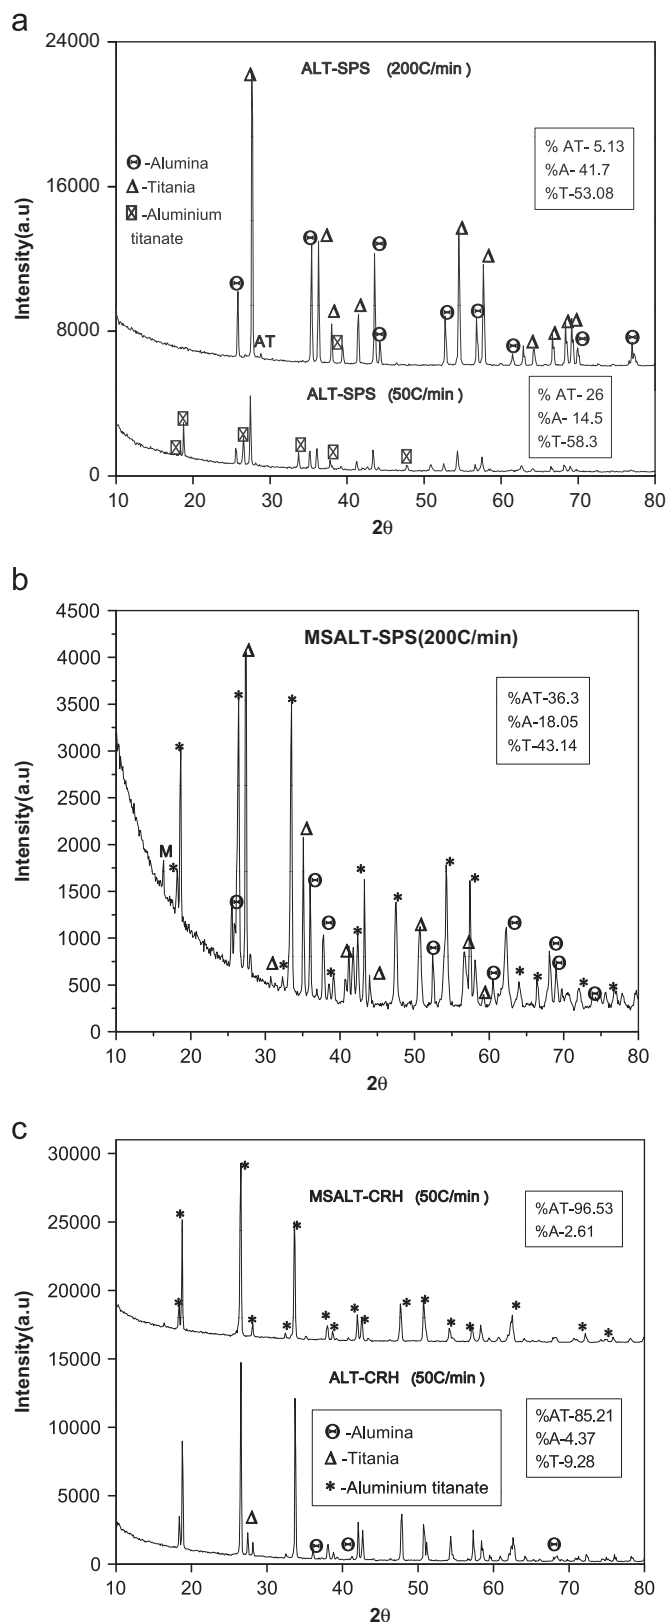 a
24000
ALT-SPS (200C/min)
-Alumina
-Titania
-Aluminium
titanate
% AT- 5.13
%A- 41.7
%T-53.08
16000
Intensity(a.u)
AT
8000
ALT-SPS (50C/min)
% AT- 26
%A- 14.5
%T-58.3
0
10 20 30 40 50 60 70 80
2θ
b
4500
MSALT-SPS(200C/min)
4000
%AT-36.3
%A-18.05
%T-43.14
3500
3000
2500
Intensity(a.u)
2000
M
1500
1000
500
0
10 20 30 40 50 60 70 80
2θ
c
30000
MSALT-CRH (50C/min)
%AT-96.53
%A-2.61
25000
20000
Intensity(a.u)
15000
ALT-CRH (50C/min)
%AT-85.21
%A-4.37
%T-9.28
-Alumina
-Titania
-Aluminium titanate
10000
5000
0
10 20 30 40 50 60 70 80
2θ